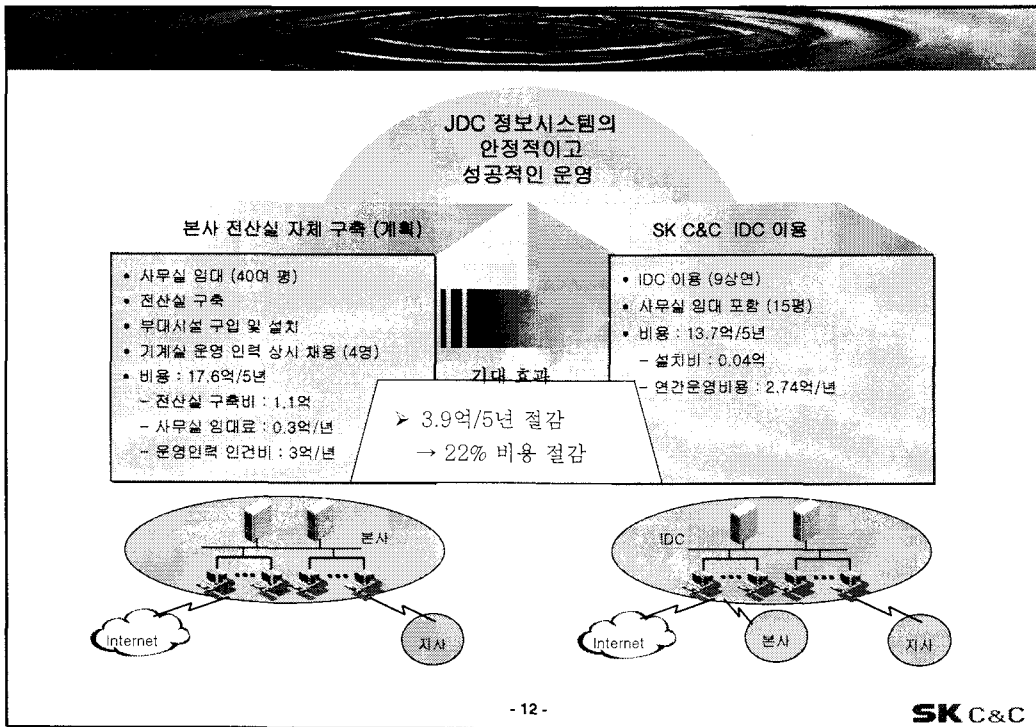 JDC 정보시스템의
안정적이고
성공적인 운영
본사 전산실 자체 구축 (계획)
• 사무실 임대 (40여 평)
• 전산실 구축
• 부대시설 구입 및 설치
• 기계실 운영 인력 상시 채용 (4명)
• 비용 : 17.6억/5년
– 전산실 구축비 : 1.1억
– 사무실 임대료 : 0.3억/년
– 운영인력 인건비 : 3억/년
기대 효과
➢ 3.9억/5년 절감
→ 22% 비용 절감
SK C&C IDC 이용
• IDC 이용 (9상면)
• 사무실 임대 포함 (15평)
• 비용 : 13.7억/5년
– 설치비 : 0.04억
– 연간운영비용 : 2.74억/년
본사
Internet
지사
IDC
Internet
본사
지사
- 12 -
SK C&C